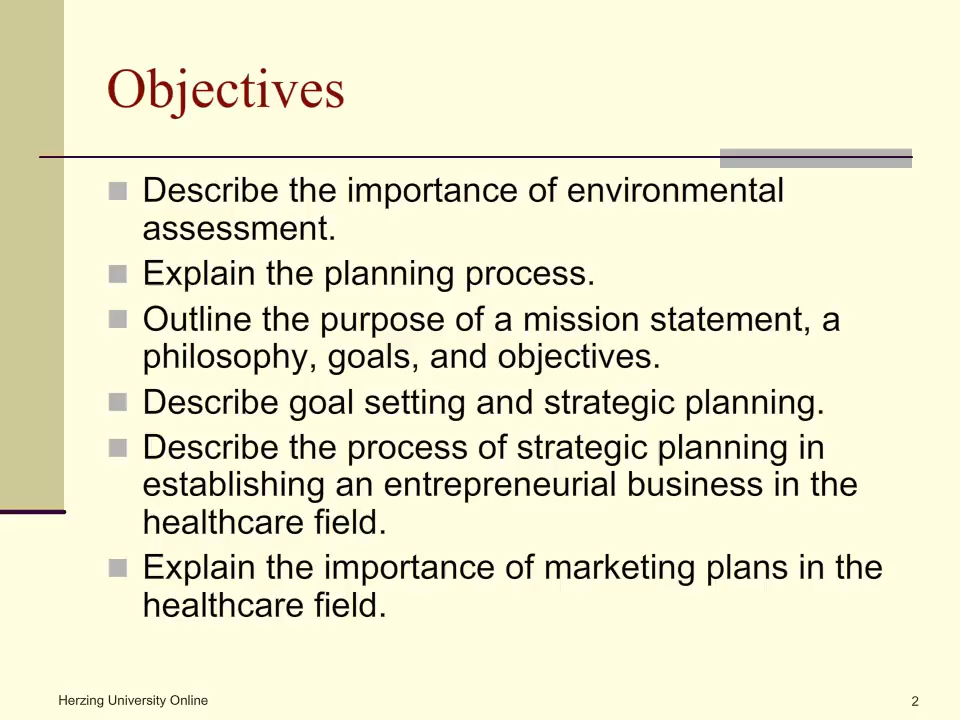 Objectives
Describe the importance of environmental
assessment.
Explain the planning process.
Outline the purpose of a mission statement, a
philosophy, goals, and objectives.
Describe goal setting and strategic planning.
Describe the process of strategic planning in
establishing an entrepreneurial business in the
healthcare field.
Explain the importance of marketing plans in the
healthcare field.
Herzing University Online
2